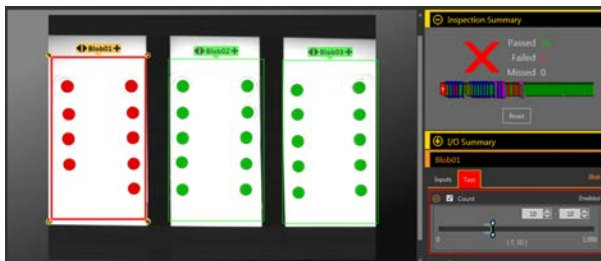 Inspection Summary
Blob01
Blob02
Blob03
Passed
Failed
Missed 0
Reset
I/O Summary
Blob01
Inputs
Test
Count
Enabled
10 - 10
0
1,000